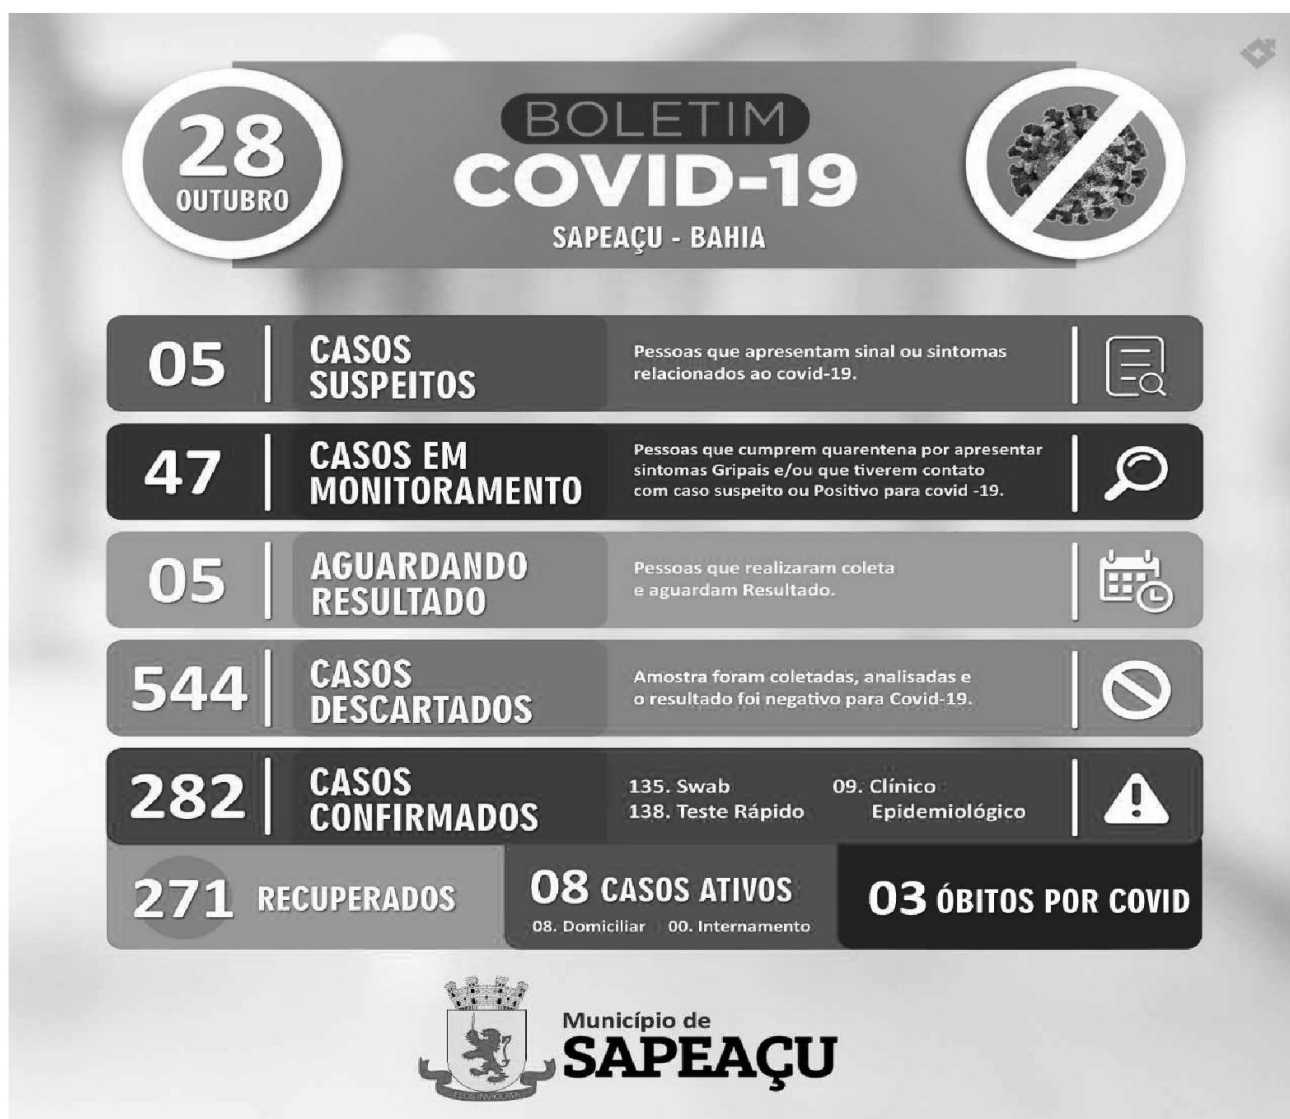 28
OUTUBRO
BOLETIM
COVID-19
SAPEAÇU - BAHIA
05
CASOS
SUSPEITOS
Pessoas que apresentam sinal ou sintomas
relacionados ao covid-19.
47
CASOS EM
MONITORAMENTO
Pessoas que cumprem quarentena por apresentar
sintomas Gripais e/ou que tiverem contato
com caso suspeito ou Positivo para covid -19.
05
AGUARDANDO
RESULTADO
Pessoas que realizaram coleta
e aguardam Resultado.
544
CASOS
DESCARTADOS
Amostra foram coletadas, analisadas e
o resultado foi negativo para Covid-19.
282
CASOS
CONFIRMADOS
135. Swab
138. Teste Rápido
09. Clínico
Epidemiológico
271 RECUPERADOS
08 CASOS ATIVOS
08. Domiciliar 00. Internamento
03 ÓBITOS POR COVID
Município de
SAPEAÇU